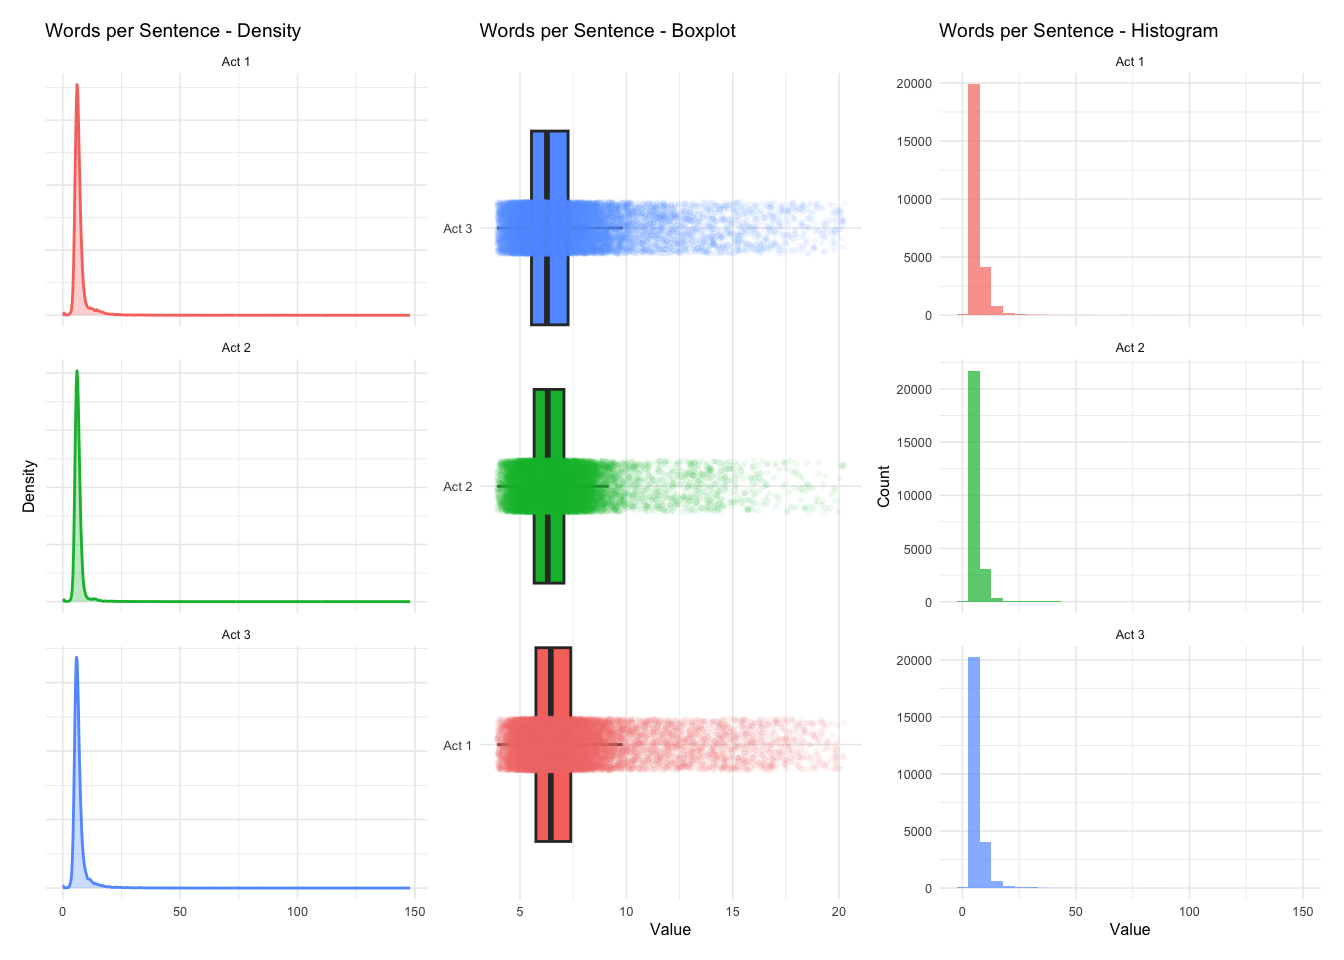 Words per Sentence - Density
Act 1
Act 2
Act 3
Density
0
50
100
150
Words per Sentence - Boxplot
Act 3
Act 2
Act 1
5
10
15
20
Value
Words per Sentence - Histogram
Act 1
20000
15000
10000
5000
0
Act 2
20000
15000
10000
5000
0
Act 3
20000
15000
10000
5000
0
Count
0
50
100
150
Value